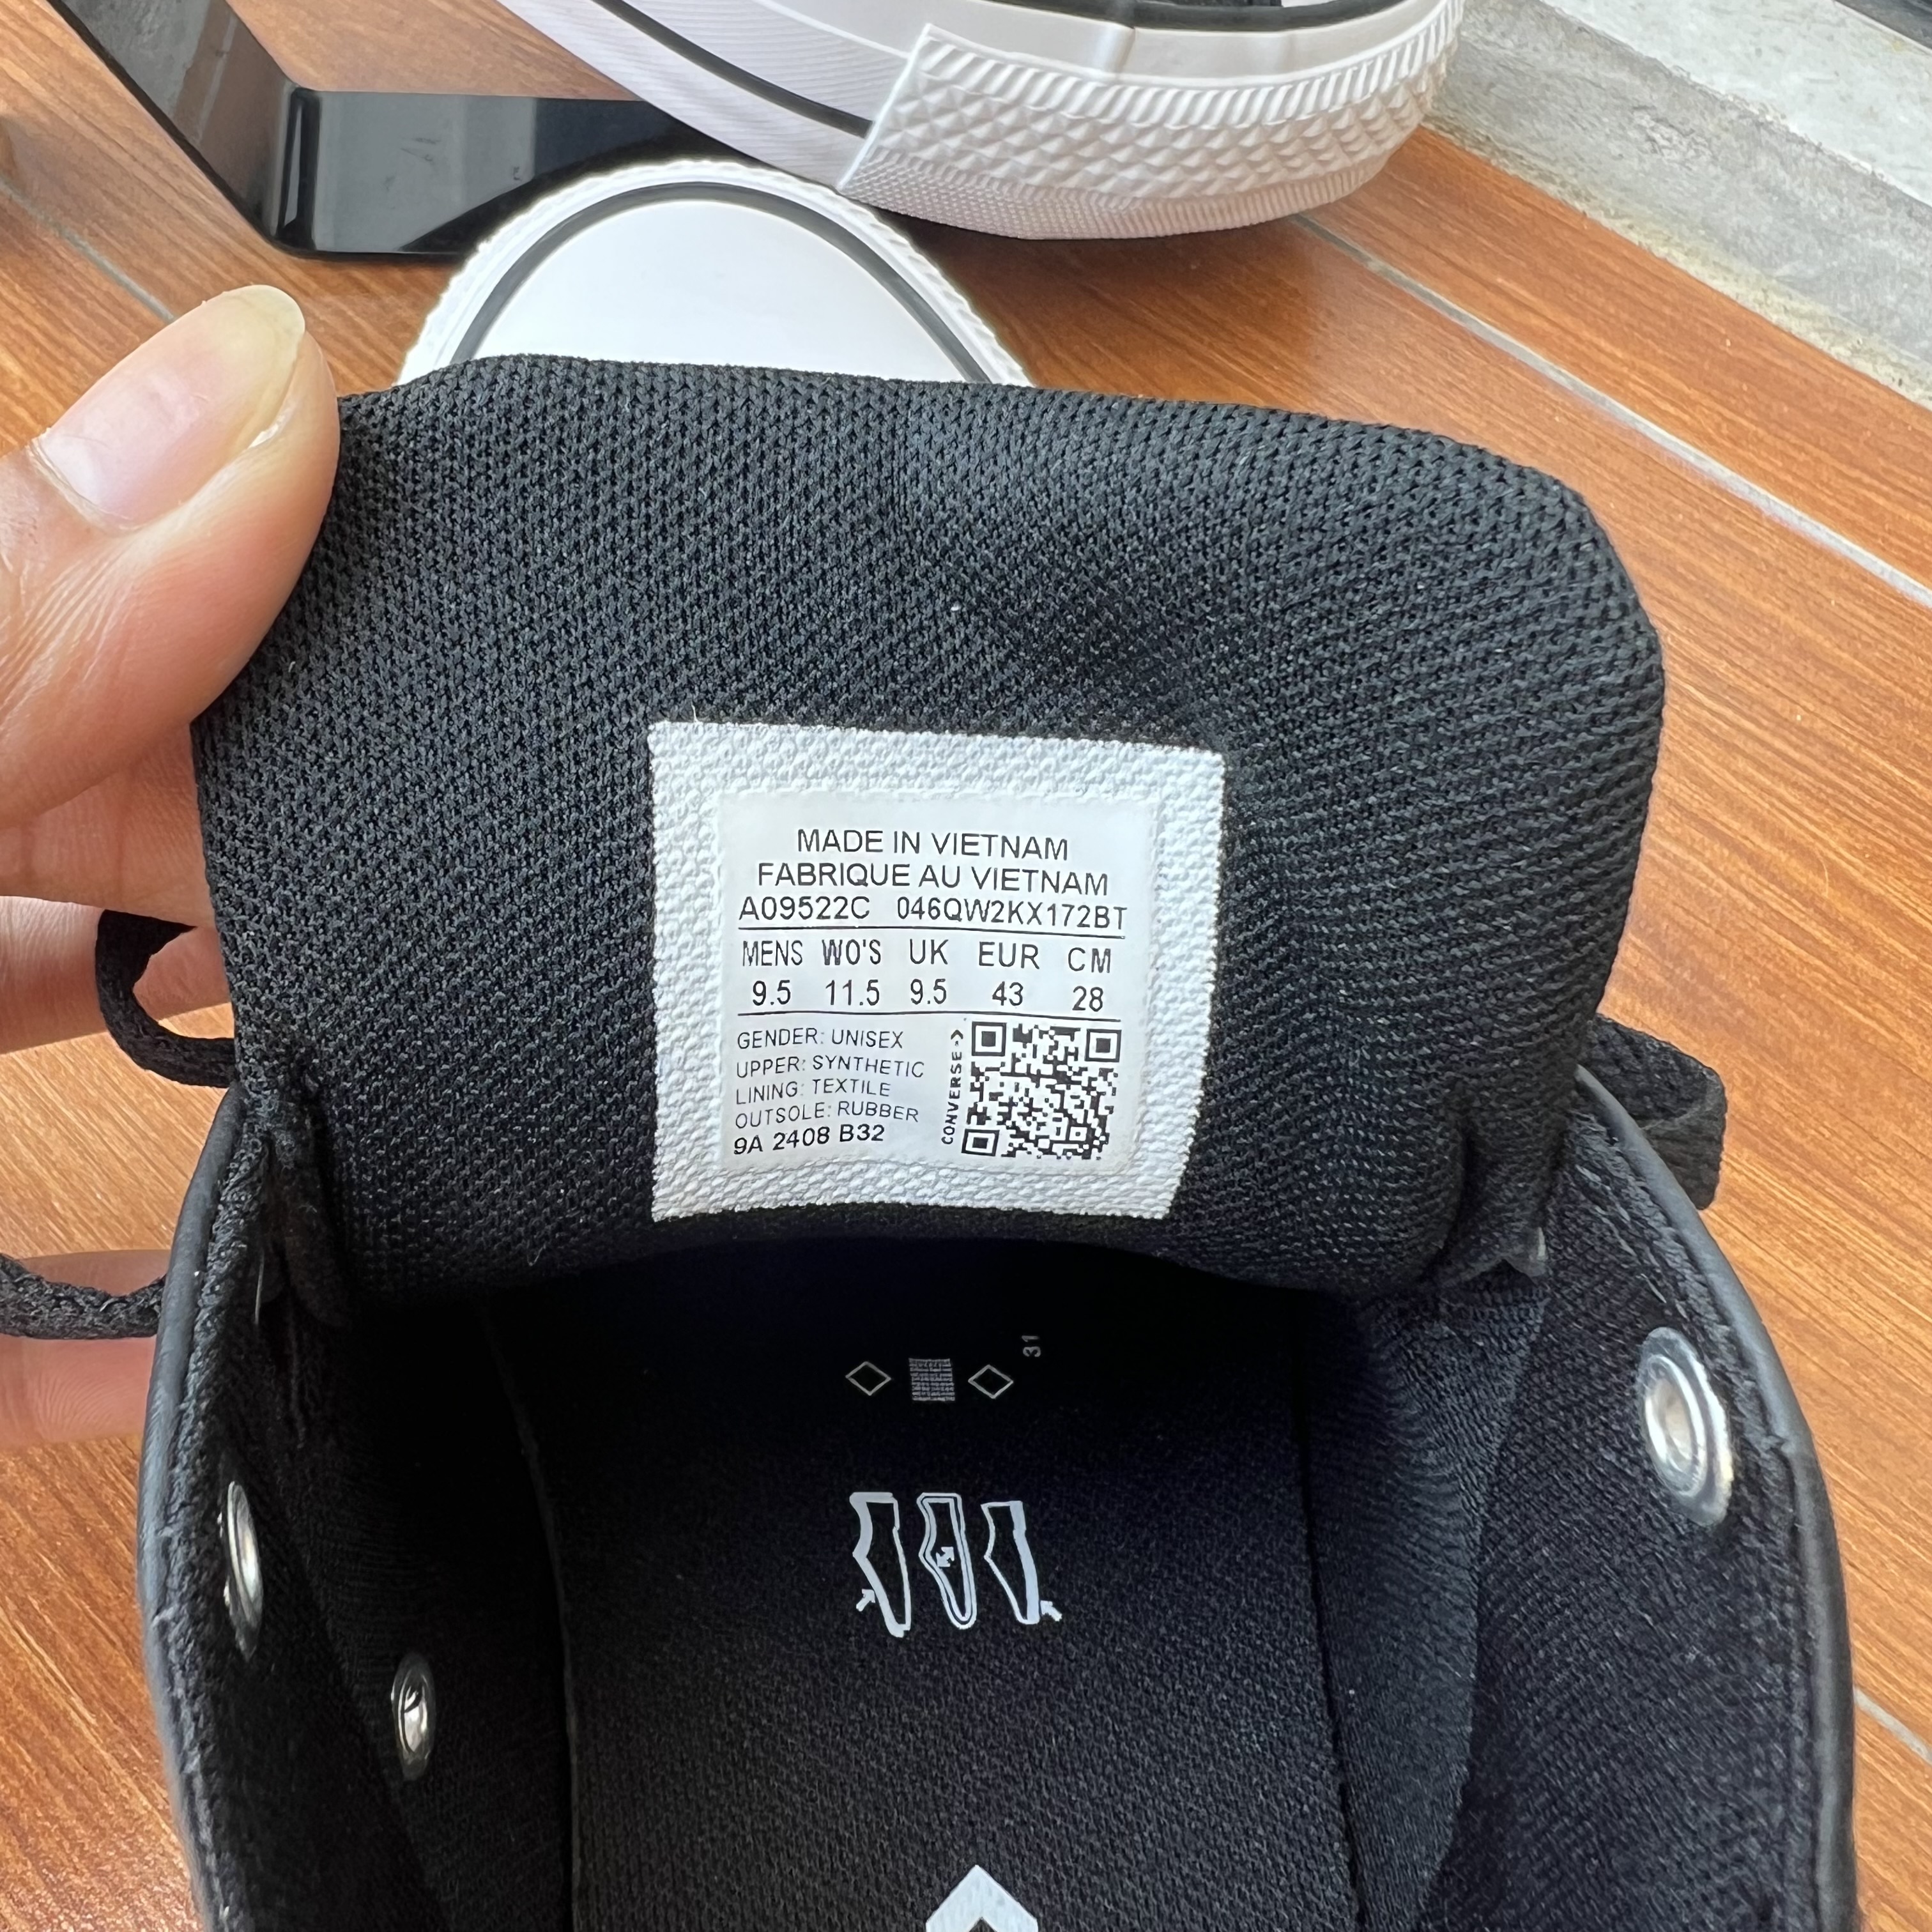 MADE IN VIETNAM
FABRIQUE AU VIETNAM
A09522C 046QW2KX172BT
MENS WO'S UK EUR CM
9.5 11.5 9.5 43 28
GENDER: UNISEX
UPPER: SYNTHETIC
LINING: TEXTILE
OUTSOLE: RUBBER
9A 2408 B32
CONVERSE->
31